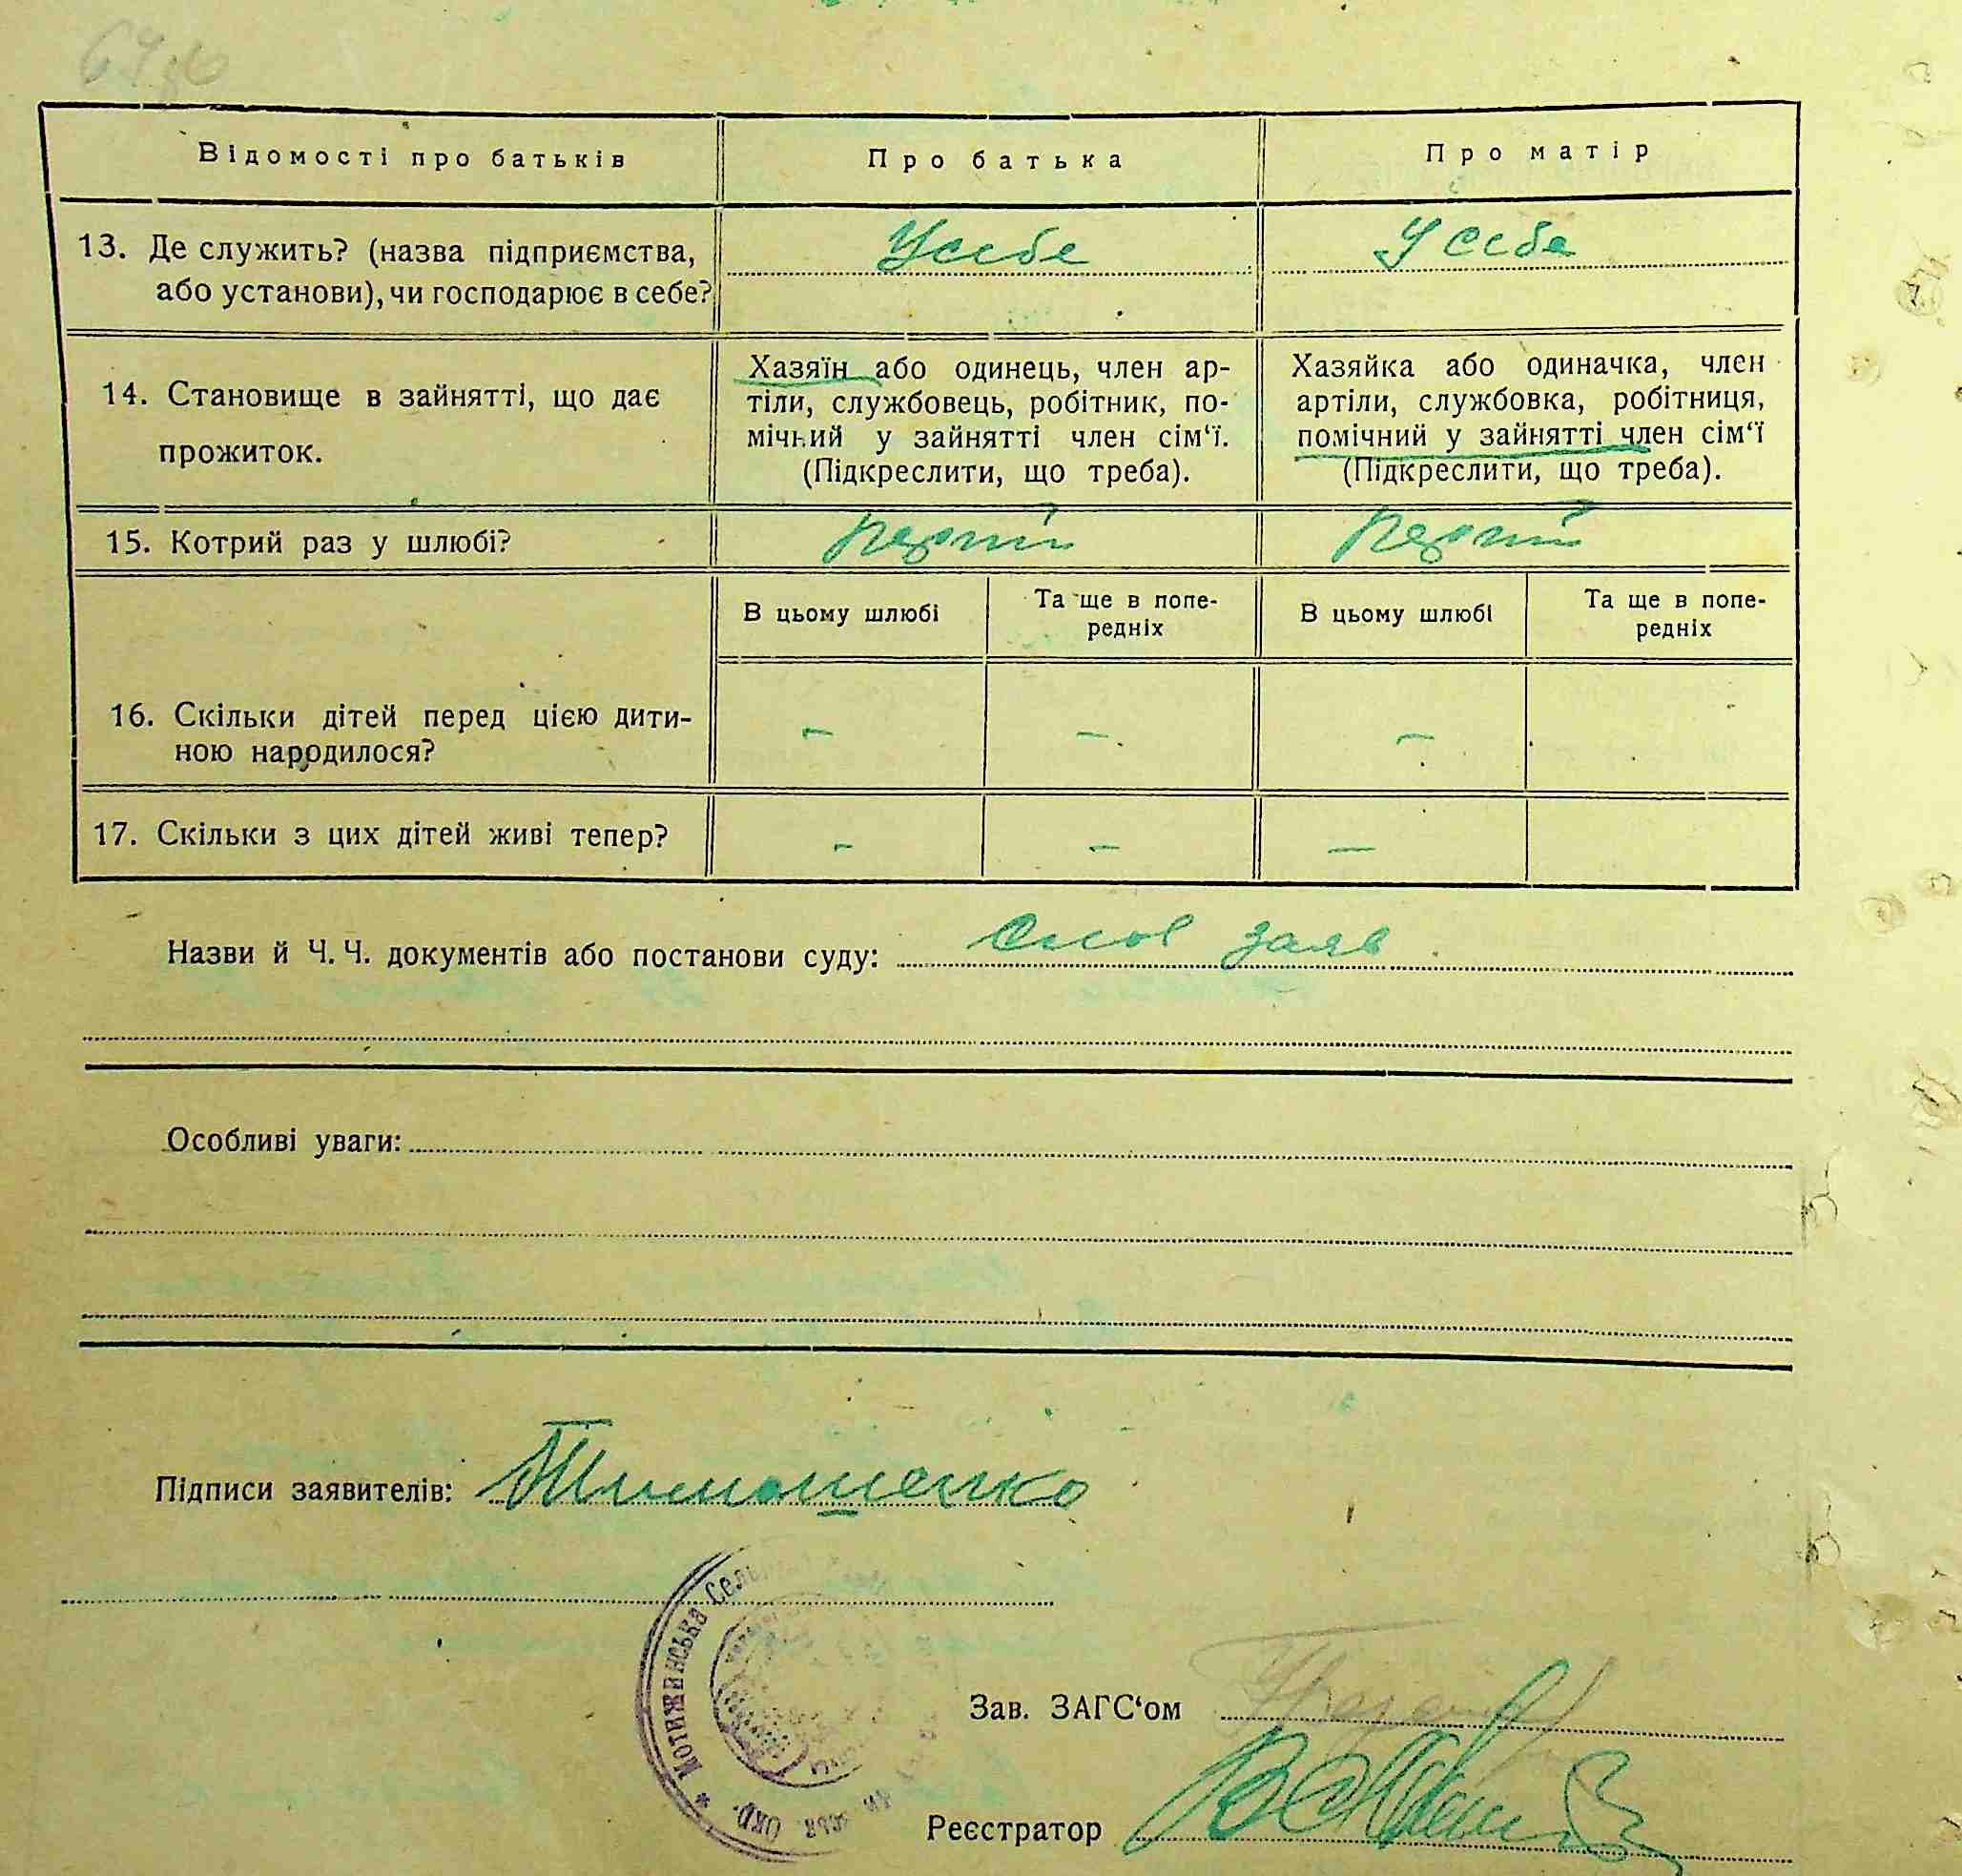 Відомості про батьків Про батька Про матір
13. Де служить? (назва підприємства, Усебе У себе
або установи), чи господарює в себе?
14. Становище в зайнятті, що дає
прожиток.
Хазяїн або одинець, член ар-
тіли, службовець, робітник, по-
мічний у зайнятті член сім‘ї.
(Підкреслити, що треба).
Хазяйка або одиначка, член
артіли, службовка, робітниця,
помічний у зайнятті член сім‘ї
(Підкреслити, що треба).
15. Котрий раз у шлюбі?
В цьому шлюбі
Та ще в попе-
редніх
В цьому шлюбі
Та ще в попе-
редніх
16. Скільки дітей перед цією дити- – – –
ною народилося?
17. Скільки з цих дітей живі тепер? – – –
Назви й Ч. Ч. документів або постанови суду: Слов заяв
Особливі уваги:
Підписи заявителів: Тимошенко
* Мотижинська Сель
окр.
Зав. ЗАГС‘ом
Реєстратор